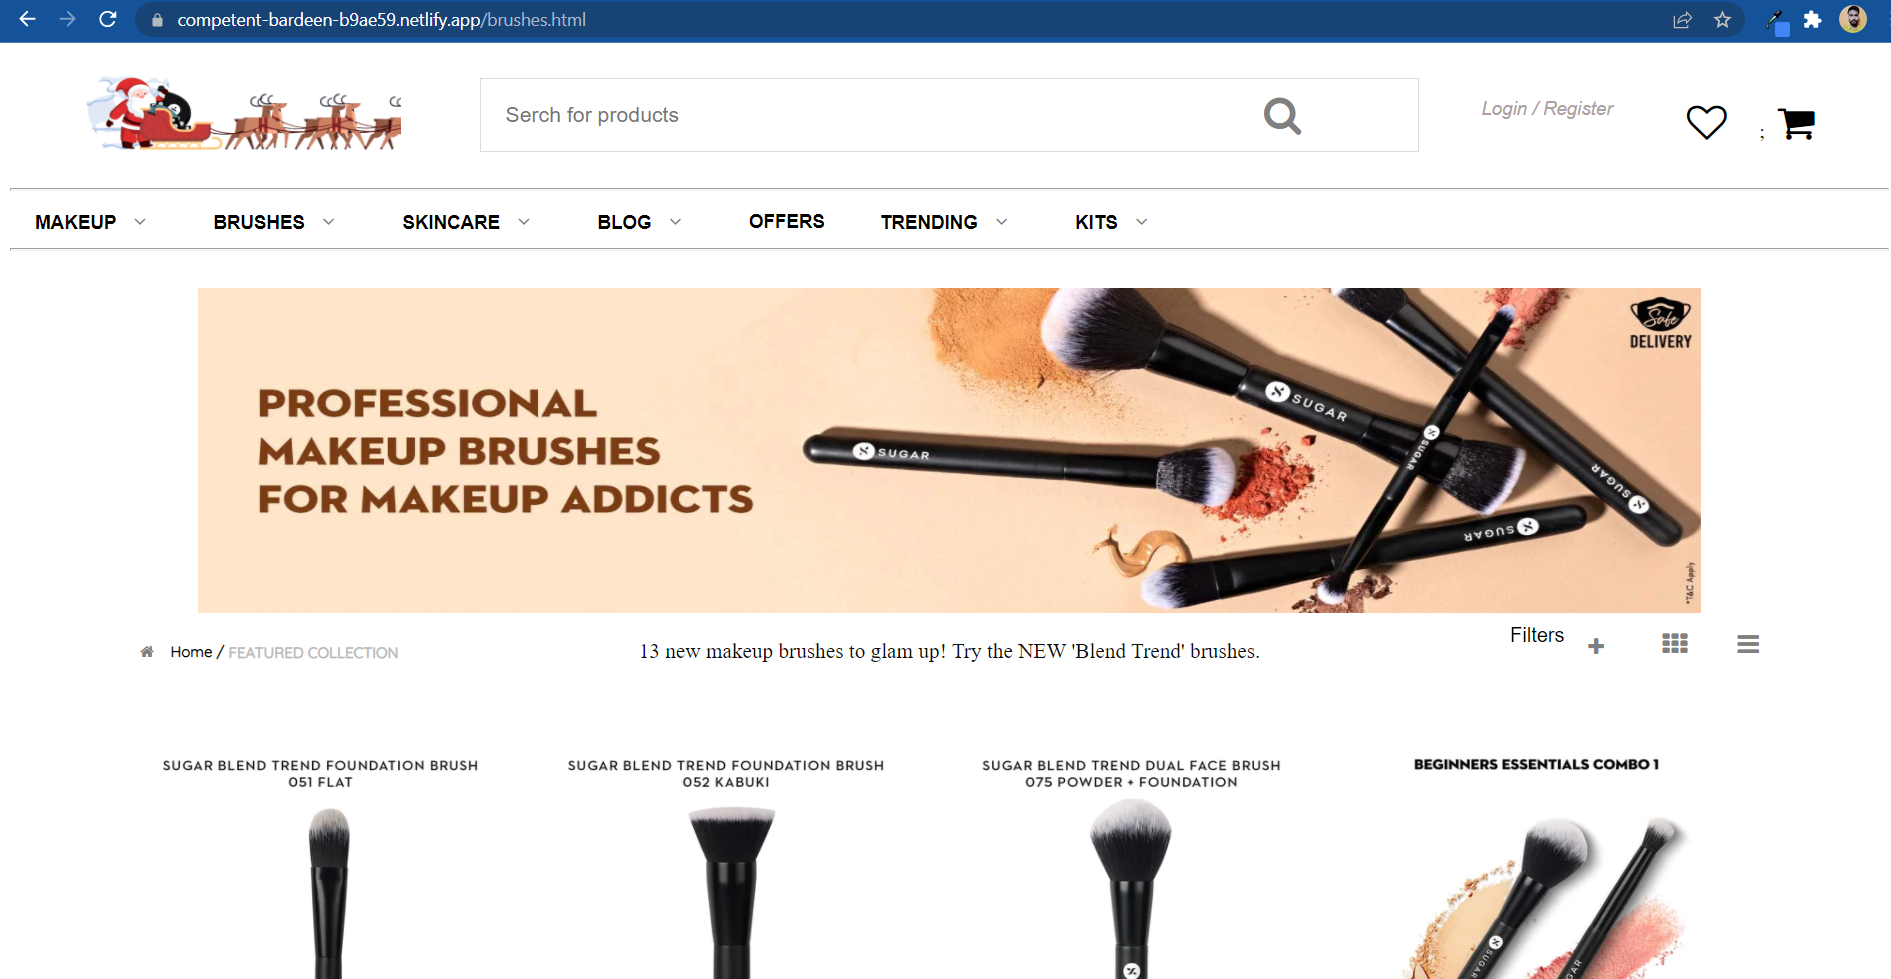 competent-bardeen-b9ae59.netlify.app/brushes.html
Serch for products
Login / Register
;
MAKEUP BRUSHES SKINCARE BLOG OFFERS TRENDING KITS
Safe
DELIVERY
PROFESSIONAL
MAKEUP BRUSHES
FOR MAKEUP ADDICTS
SUGAR
SUGAR
SUGAR
SUGAR
SUGAR
*T&C Apply
Home / FEATURED COLLECTION
13 new makeup brushes to glam up! Try the NEW 'Blend Trend' brushes.
Filters
SUGAR BLEND TREND FOUNDATION BRUSH
051 FLAT
SUGAR BLEND TREND FOUNDATION BRUSH
052 KABUKI
SUGAR BLEND TREND DUAL FACE BRUSH
075 POWDER + FOUNDATION
BEGINNERS ESSENTIALS COMBO 1
SUGAR
SUGAR